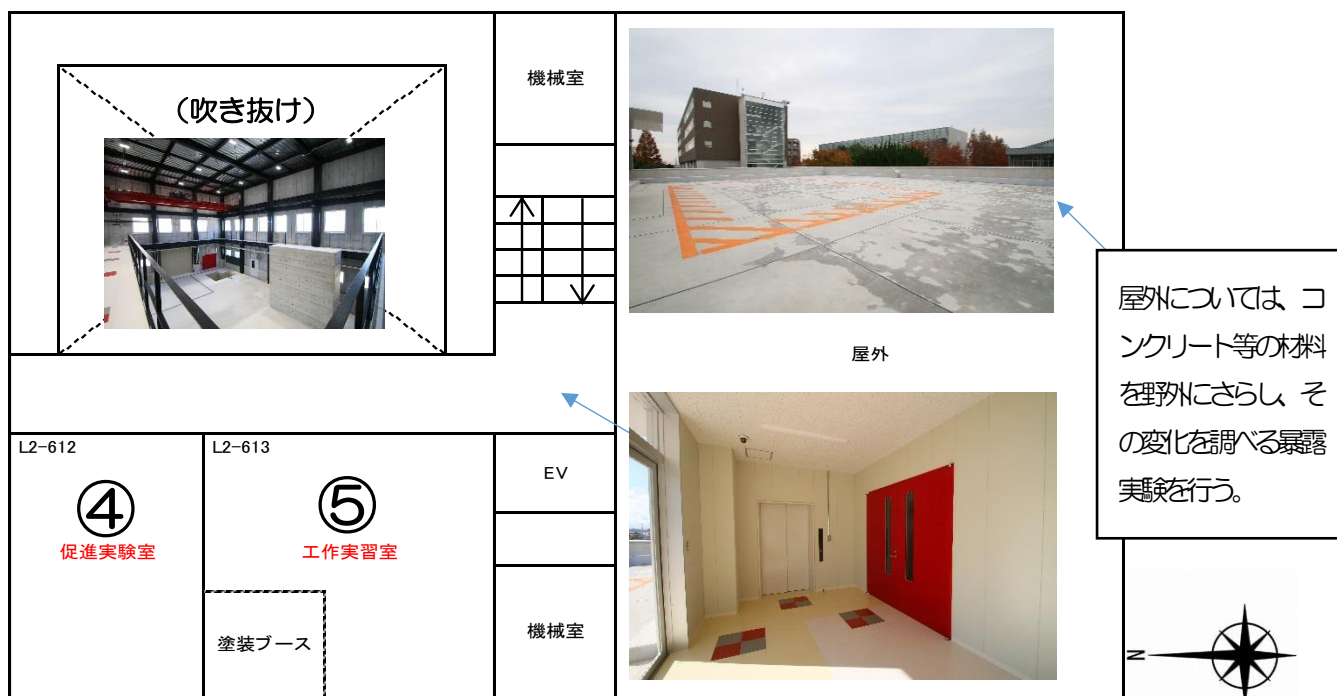 (吹き抜け)
機械室
屋外
屋外については、コ
ンクリート等の材料
を野外にさらし、そ
の変化を調べる暴露
実験を行う。
L2-612
④
促進実験室
L2-613
⑤
工作実習室
塗装ブース
EV
機械室
N